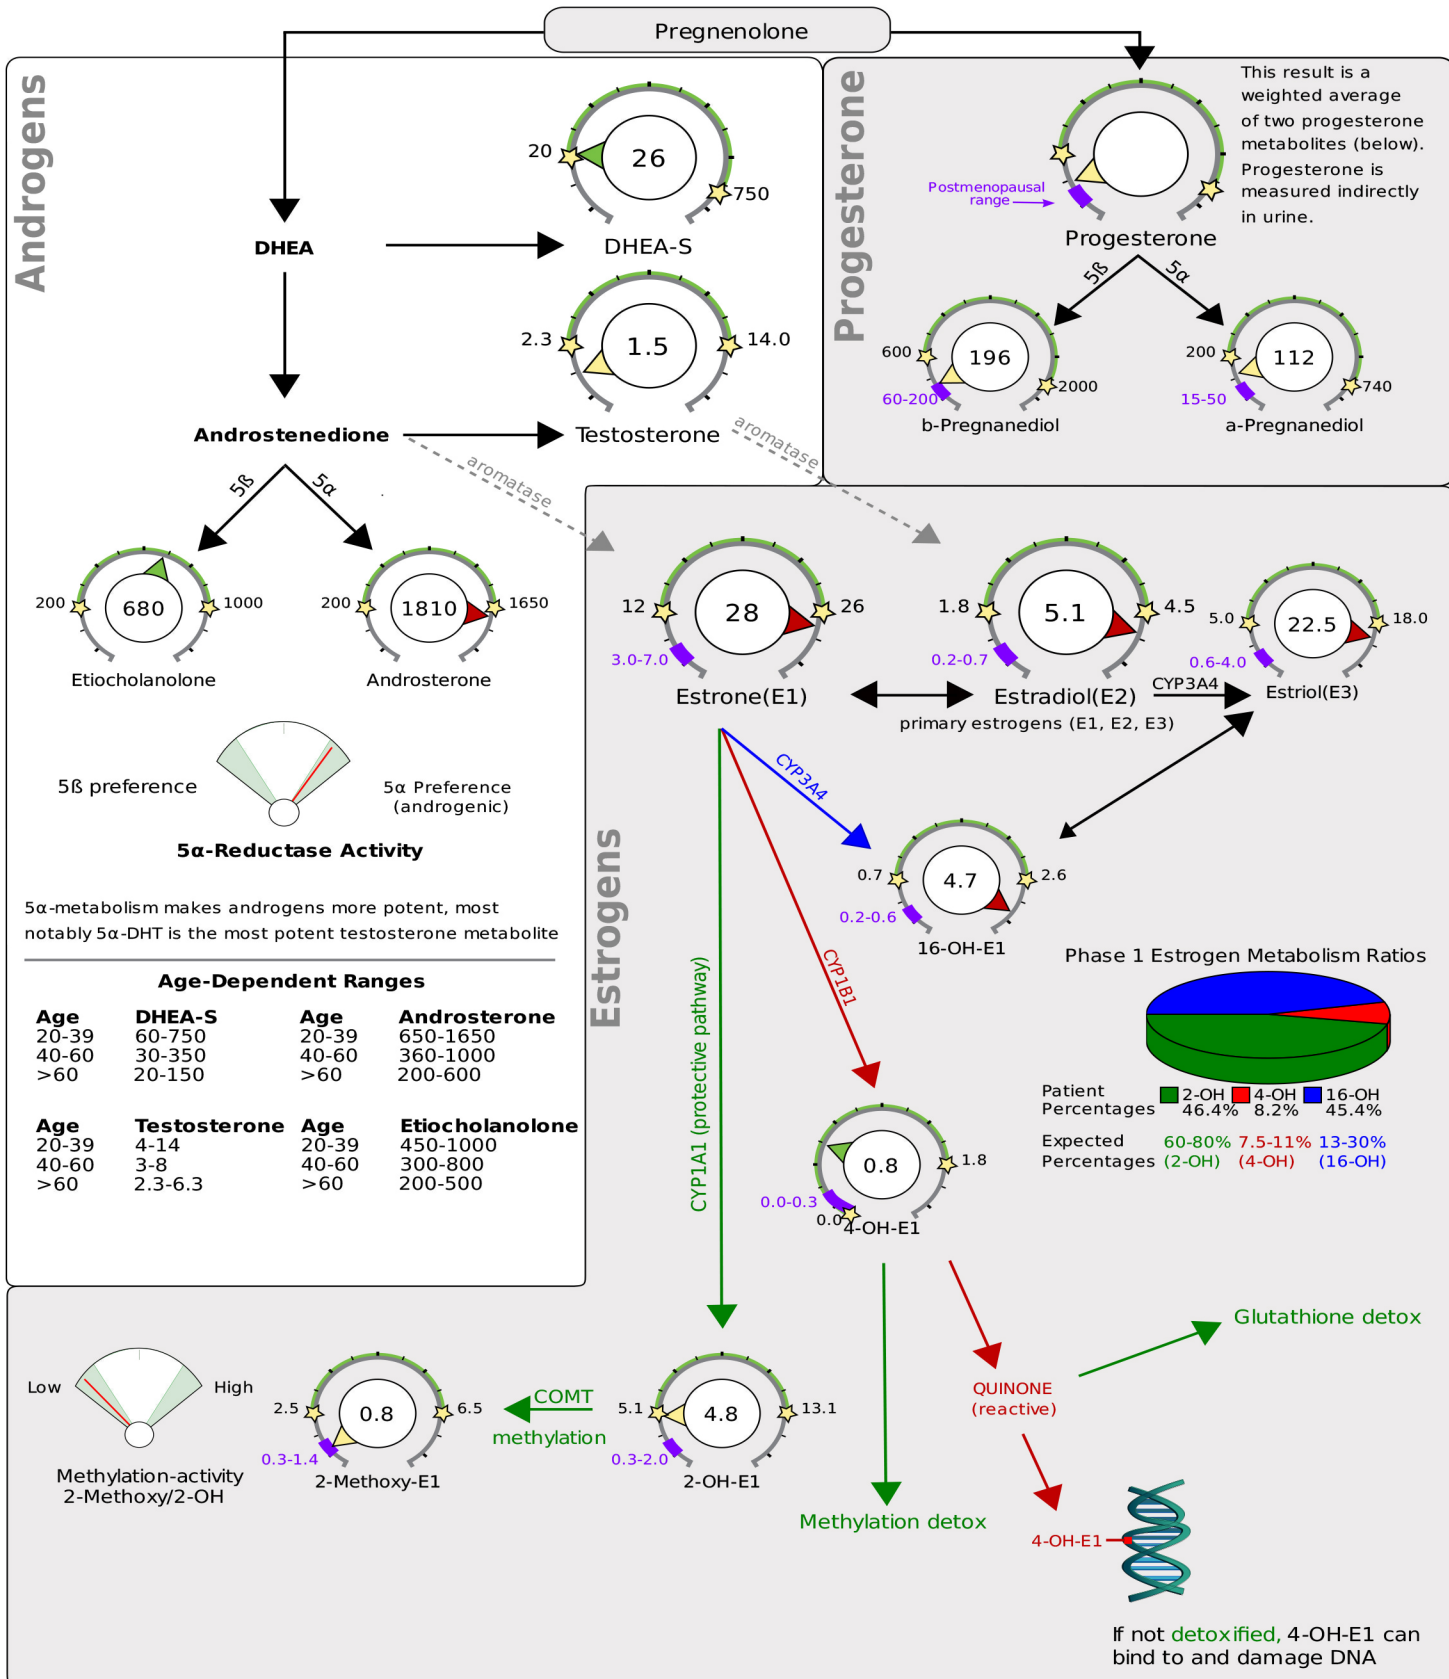 Pregnenolone
Androgens
20
26
750
DHEA-S
DHEA
2.3
1.5
14.0
Testosterone
Androstenedione
aromatase
aromatase
5ß
5α
200
680
1000
Etiocholanolone
200
1810
1650
Androsterone
5ß preference
5α Preference
(androgenic)
5α-Reductase Activity
5α-metabolism makes androgens more potent, most
notably 5α-DHT is the most potent testosterone metabolite
Age-Dependent Ranges
Age DHEA-S Age Androsterone
20-39 60-750 20-39 650-1650
40-60 30-350 40-60 360-1000
>60 20-150 >60 200-600
Age Testosterone Age Etiocholanolone
20-39 4-14 20-39 450-1000
40-60 3-8 40-60 300-800
>60 2.3-6.3 >60 200-500
Progesterone
This result is a
weighted average
of two progesterone
metabolites (below).
Progesterone is
measured indirectly
in urine.
Postmenopausal
range
Progesterone
5ß
5α
600
196
2000
60-200
b-Pregnanediol
200
112
740
15-50
a-Pregnanediol
Estrogens
12
28
26
3.0-7.0
Estrone(E1)
1.8
5.1
4.5
0.2-0.7
Estradiol(E2)
CYP3A4
5.0
22.5
18.0
0.6-4.0
Estriol(E3)
primary estrogens (E1, E2, E3)
CYP3A4
0.7
4.7
2.6
0.2-0.6
16-OH-E1
CYP1B1
CYP1A1 (protective pathway)
Phase 1 Estrogen Metabolism Ratios
Patient
Percentages
2-OH 4-OH 16-OH
46.4% 8.2% 45.4%
Expected
Percentages
60-80% 7.5-11% 13-30%
(2-OH) (4-OH) (16-OH)
0.8
1.8
0.0-0.3
0.0
4-OH-E1
Glutathione detox
QUINONE
(reactive)
Methylation detox
4-OH-E1
If not detoxified, 4-OH-E1 can
bind to and damage DNA
Low
High
Methylation-activity
2-Methoxy/2-OH
2.5
0.8
6.5
0.3-1.4
2-Methoxy-E1
COMT
methylation
5.1
4.8
13.1
0.3-2.0
2-OH-E1